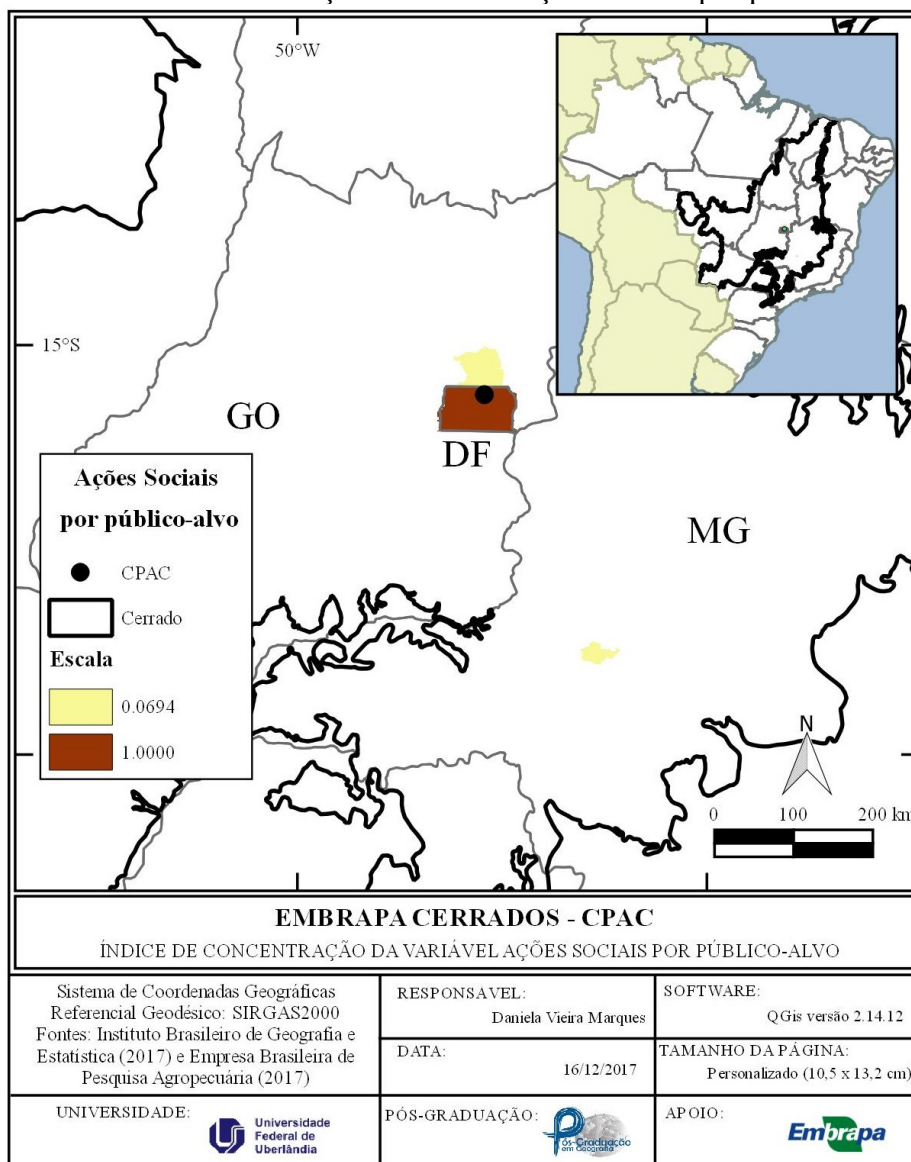 50°W
15°S
GO
DF
MG
Ações Sociais
por público-alvo
CPAC
Cerrado
Escala
0.0694
1.0000
N
0 100 200 km
EMBRAPA CERRADOS - CPAC
ÍNDICE DE CONCENTRAÇÃO DA VARIÁVEL AÇÕES SOCIAIS POR PÚBLICO-ALVO
Sistema de Coordenadas Geográficas
Referencial Geodésico: SIRGAS2000
Fontes: Instituto Brasileiro de Geografia e
Estatística (2017) e Empresa Brasileira de
Pesquisa Agropecuária (2017)
RESPONSAVEL:
Daniela Vieira Marques
SOFTWARE:
QGis versão 2.14.12
DATA:
16/12/2017
TAMANHO DA PÁGINA:
Personalizado (10,5 x 13,2 cm)
UNIVERSIDADE:
Universidade
Federal de
Uberlândia
PÓS-GRADUAÇÃO:
Pós-Graduação
em Geografia
APOIO:
Embrapa